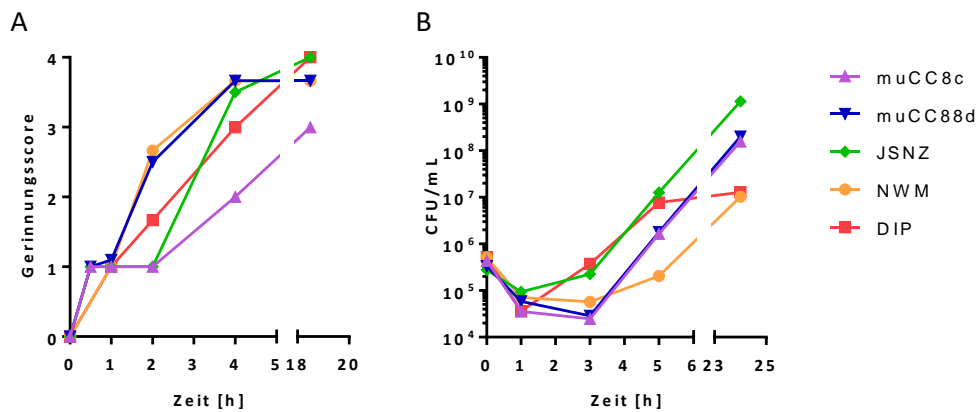 A
Gerinnungsscore
4
3
2
1
0
0 1 2 3 4 5 18 20
Zeit [h]
B
CFU/mL
10^10
10^9
10^8
10^7
10^6
10^5
10^4
0 1 2 3 4 5 6 23 25
Zeit [h]
muCC8c
muCC88d
JSNZ
NWM
DIP